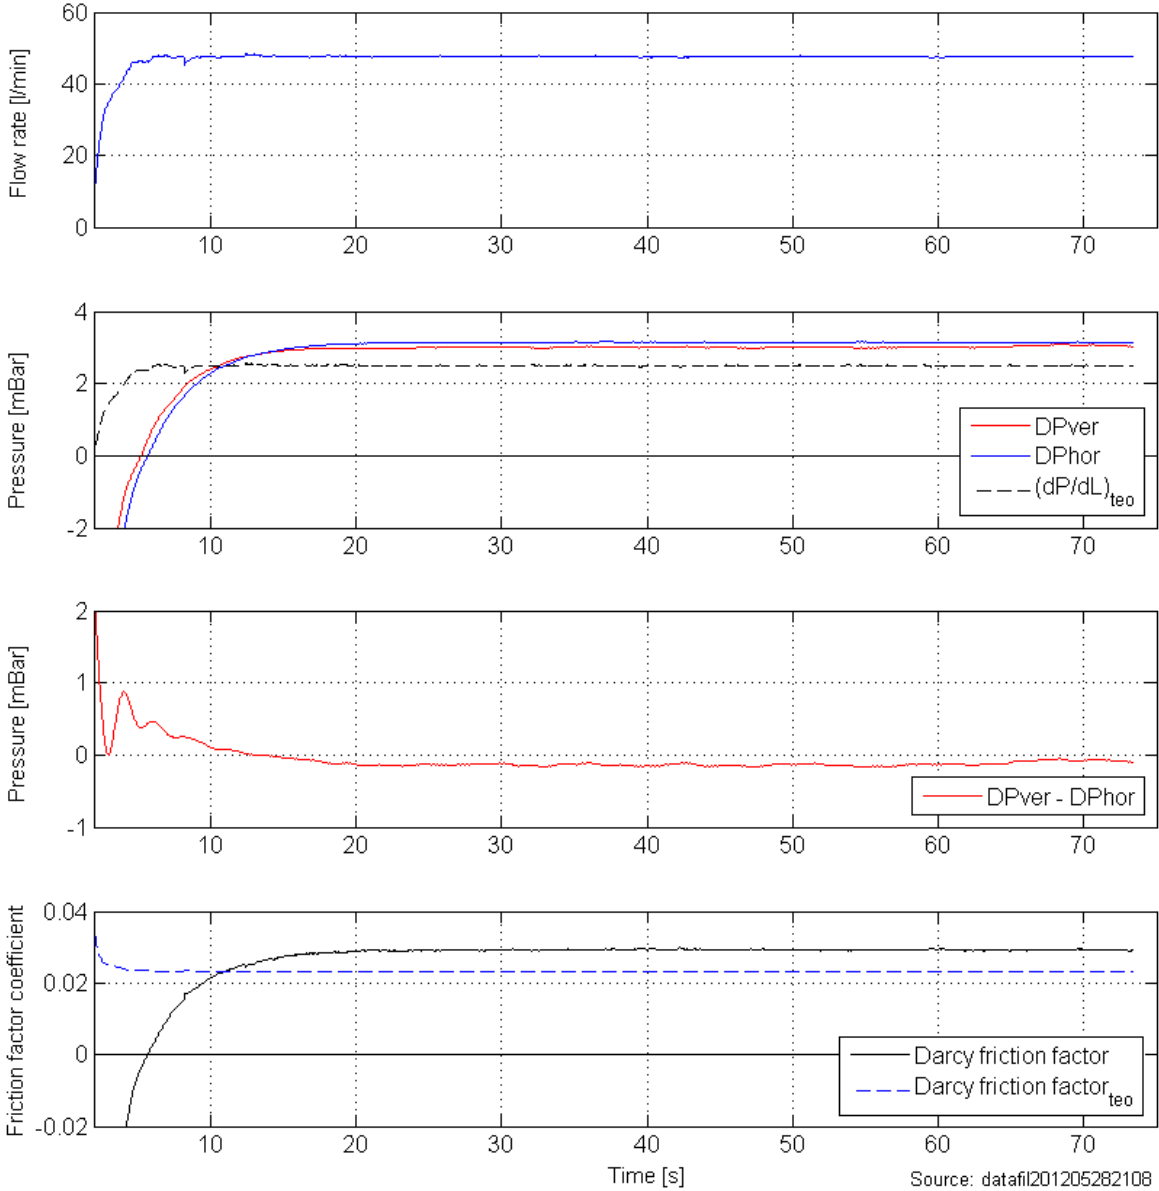 60
40
20
0
Flow rate [l/min]
10 20 30 40 50 60 70
4
2
0
-2
Pressure [mBar]
DPver
DPhor
(dP/dL)teo
10 20 30 40 50 60 70
2
1
0
-1
Pressure [mBar]
DPver - DPhor
10 20 30 40 50 60 70
0.04
0.02
0
-0.02
Friction factor coefficient
Darcy friction factor
Darcy friction factorteo
10 20 30 40 50 60 70
Time [s]
Source: datafil201205282108